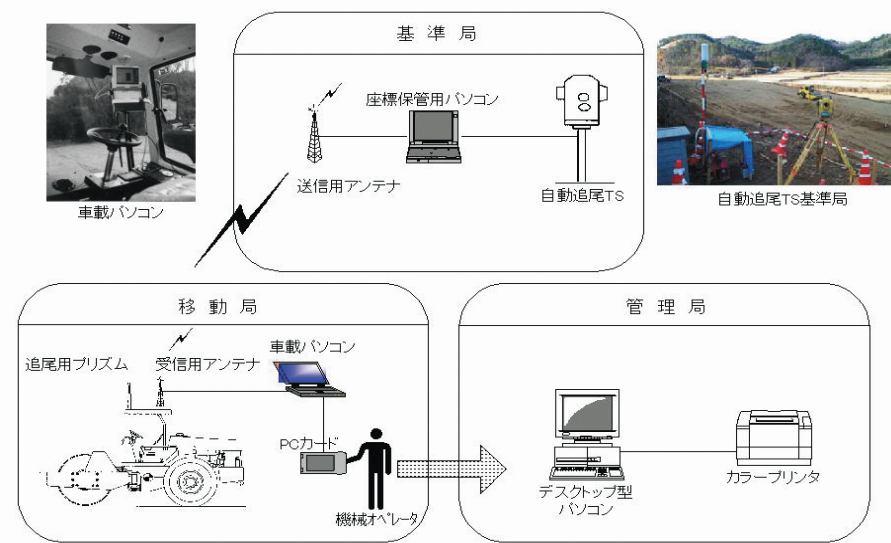 基準局
座標保管用パソコン
送信用アンテナ
自動追尾TS
車載パソコン
自動追尾TS基準局
移動局
追尾用プリズム
受信用アンテナ
車載パソコン
PCカード
機械オペレータ
管理局
デスクトップ型
パソコン
カラープリンタ